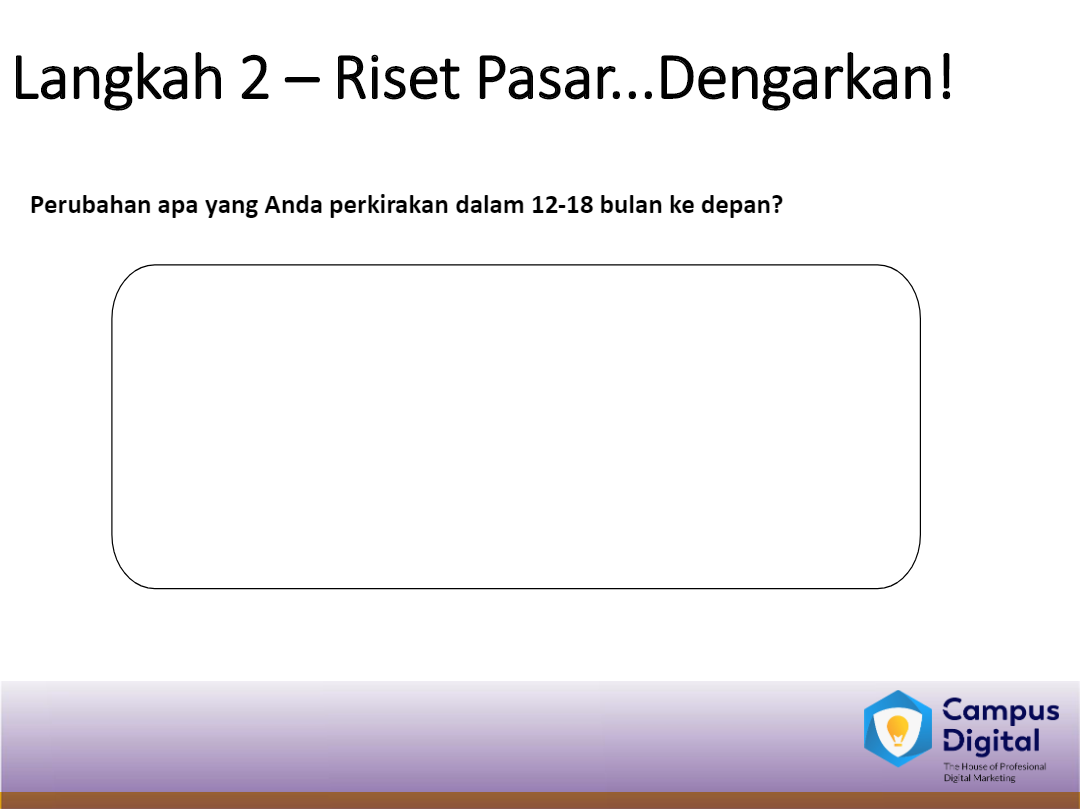 Langkah 2 – Riset Pasar...Dengarkan!
Perubahan apa yang Anda perkirakan dalam 12-18 bulan ke depan?
Campus
Digital
The House of Profesional
Digital Marketing